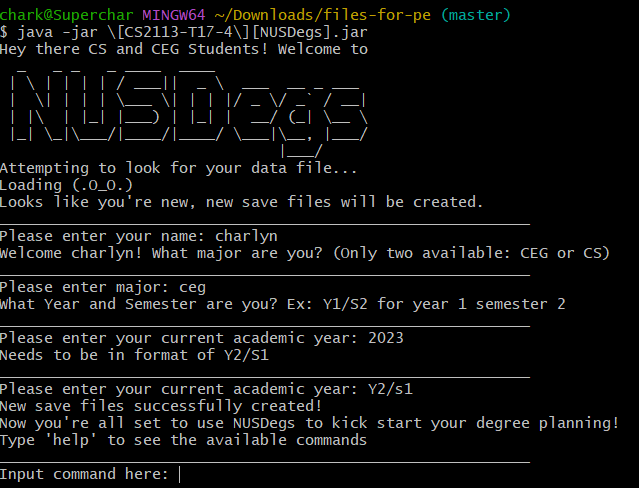 chark@Superchar MINGW64 ~/Downloads/files-for-pe (master)
$ java -jar \[CS2113-T17-4\][NUSDegs].jar
Hey there CS and CEG Students! Welcome to
NUSDegs
Attempting to look for your data file...
Loading (.O_O.)
Looks like you're new, new save files will be created.
Please enter your name: charlyn
Welcome charlyn! What major are you? (Only two available: CEG or CS)
Please enter major: ceg
What Year and Semester are you? Ex: Y1/S2 for year 1 semester 2
Please enter your current academic year: 2023
Needs to be in format of Y2/S1
Please enter your current academic year: Y2/s1
New save files successfully created!
Now you're all set to use NUSDegs to kick start your degree planning!
Type 'help' to see the available commands
Input command here: